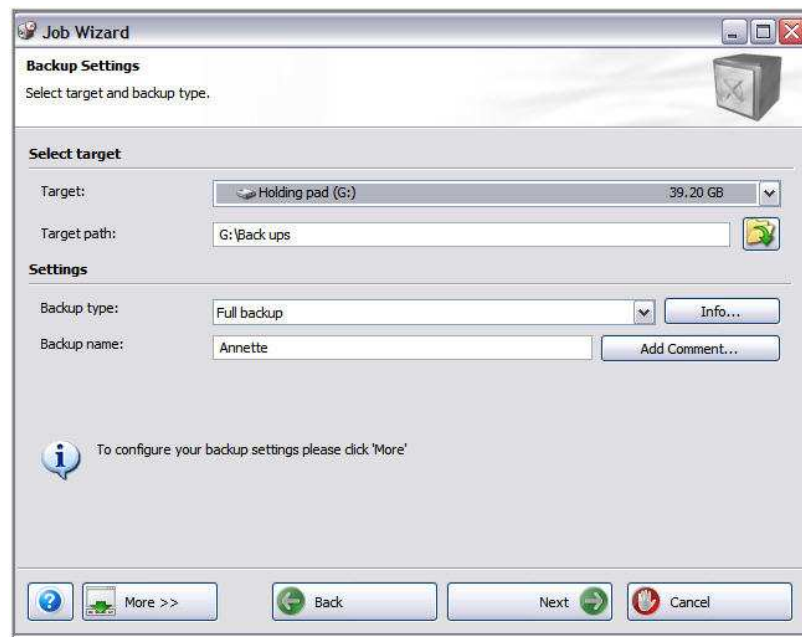 Job Wizard
Backup Settings
Select target and backup type.
Select target
Target: Holding pad (G:) 39.20 GB
Target path: G:\Back ups
Settings
Backup type: Full backup Info...
Backup name: Annette Add Comment...
To configure your backup settings please click 'More'
? More >> Back Next Cancel